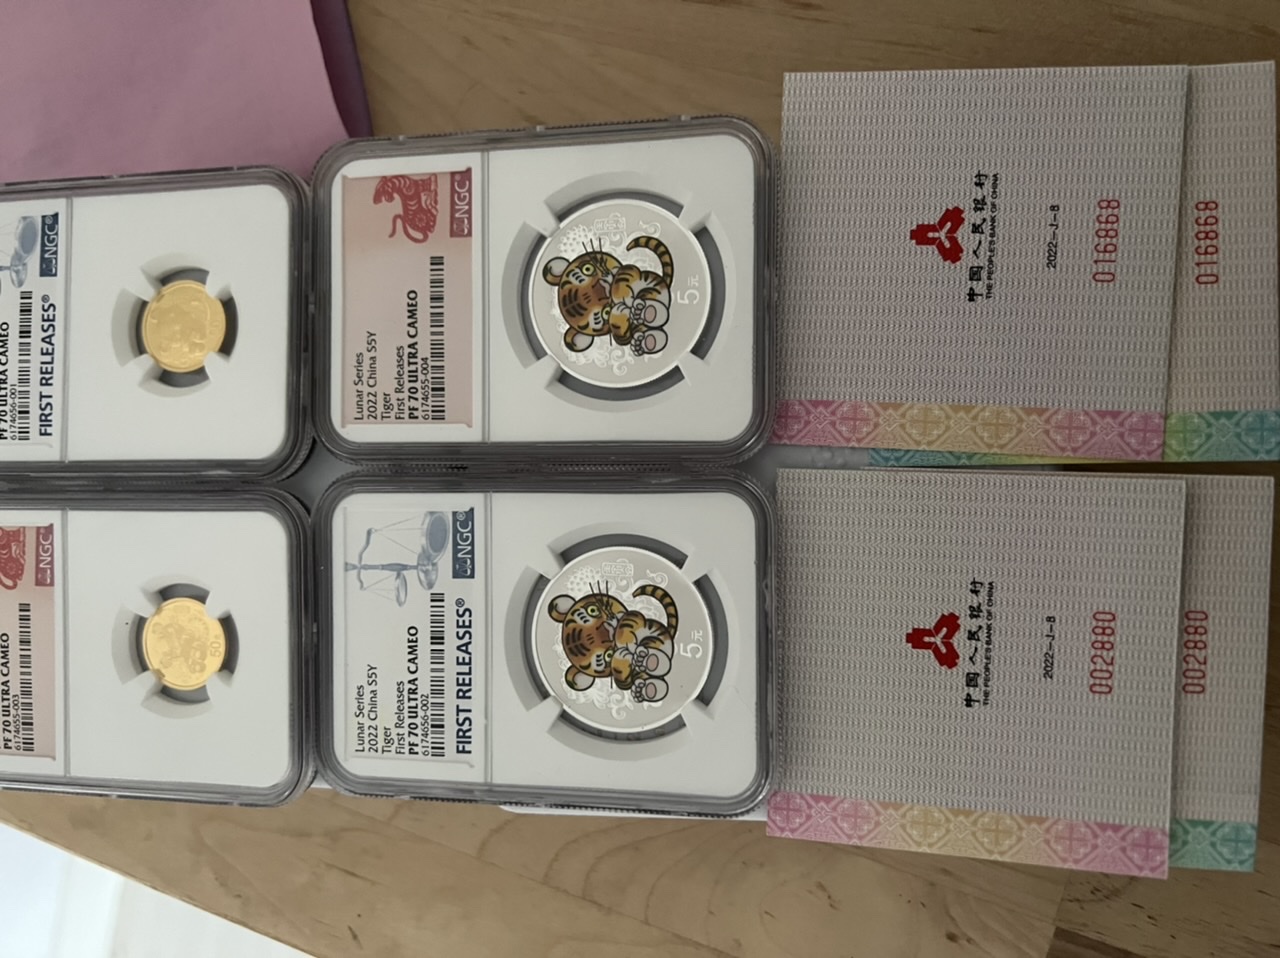 NGC®
PF 70 ULTRA CAMEO
6174656-001
FIRST RELEASES®
NGC®
Lunar Series
2022 China S5Y
Tiger
First Releases
PF 70 ULTRA CAMEO
6174655-004
5元
中国人民银行
THE PEOPLE'S BANK OF CHINA
2022-J-8
016868
016868
NGC®
PF 70 ULTRA CAMEO
6174655-003
50元
NGC®
Lunar Series
2022 China S5Y
Tiger
First Releases
PF 70 ULTRA CAMEO
6174656-002
FIRST RELEASES®
5元
中国人民银行
THE PEOPLE'S BANK OF CHINA
2022-J-8
002880
002880